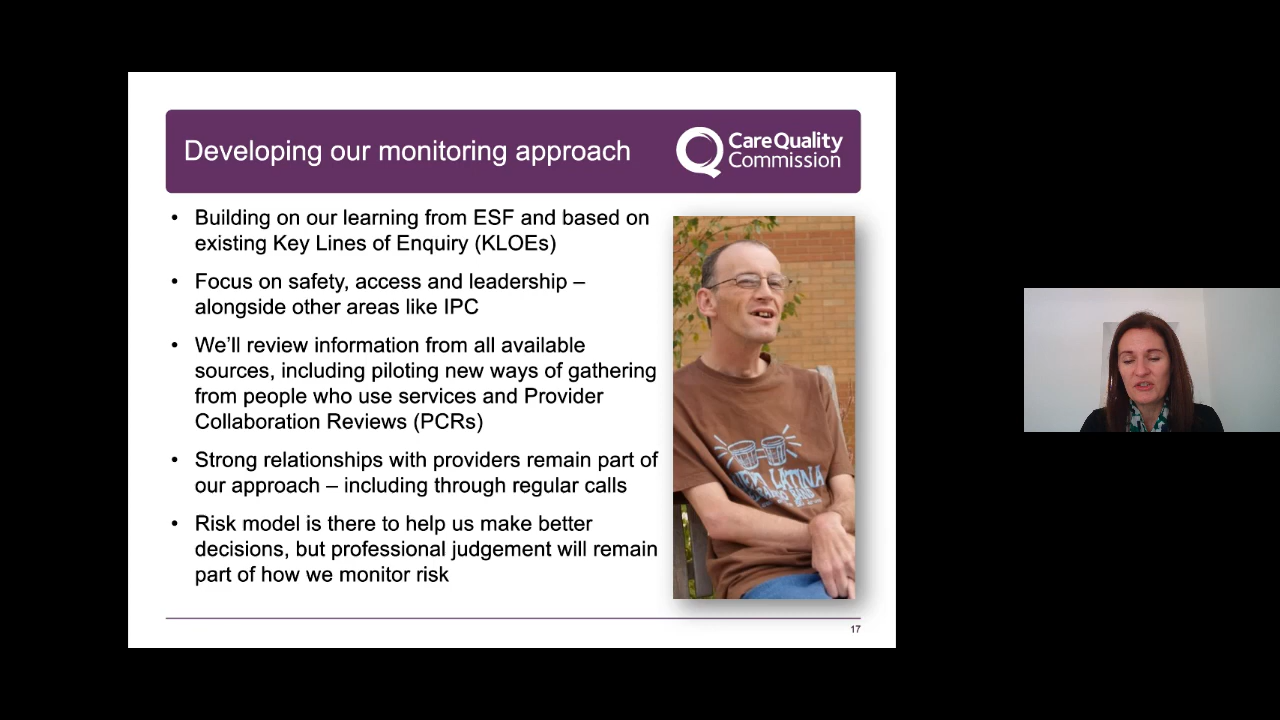 Developing our monitoring approach
CareQuality
Commission
• Building on our learning from ESF and based on
existing Key Lines of Enquiry (KLOEs)
• Focus on safety, access and leadership –
alongside other areas like IPC
• We’ll review information from all available
sources, including piloting new ways of gathering
from people who use services and Provider
Collaboration Reviews (PCRs)
• Strong relationships with providers remain part of
our approach – including through regular calls
• Risk model is there to help us make better
decisions, but professional judgement will remain
part of how we monitor risk
LATINA
BAND
17